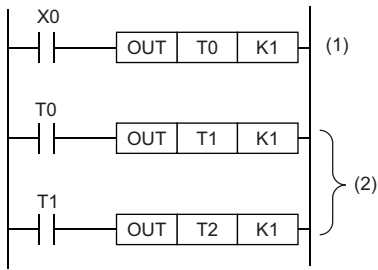 X0
OUT T0 K1 (1)
T0
OUT T1 K1
(2)
T1
OUT T2 K1